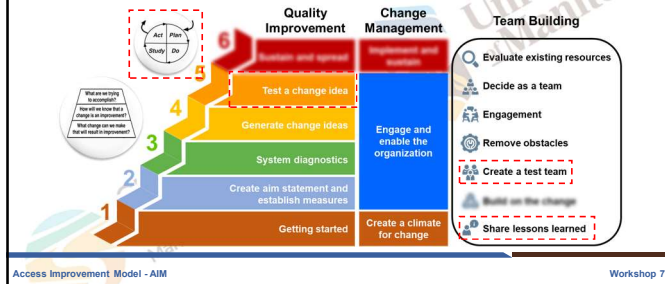 Quality
Improvement
Change
Management
Team Building
Act
Plan
Study
Do
6
Sustain and spread
Implement and
sustain
5
Test a change idea
What are we trying
to accomplish?
How will we know that a
change is an improvement?
What change can we make
that will result in improvement?
4
Generate change ideas
Engage and
enable the
organization
3
System diagnostics
2
Create aim statement and
establish measures
1
Getting started
Create a climate
for change
Evaluate existing resources
Decide as a team
Engagement
Remove obstacles
Create a test team
Build on the change
Share lessons learned
Access Improvement Model - AIM
Workshop 7